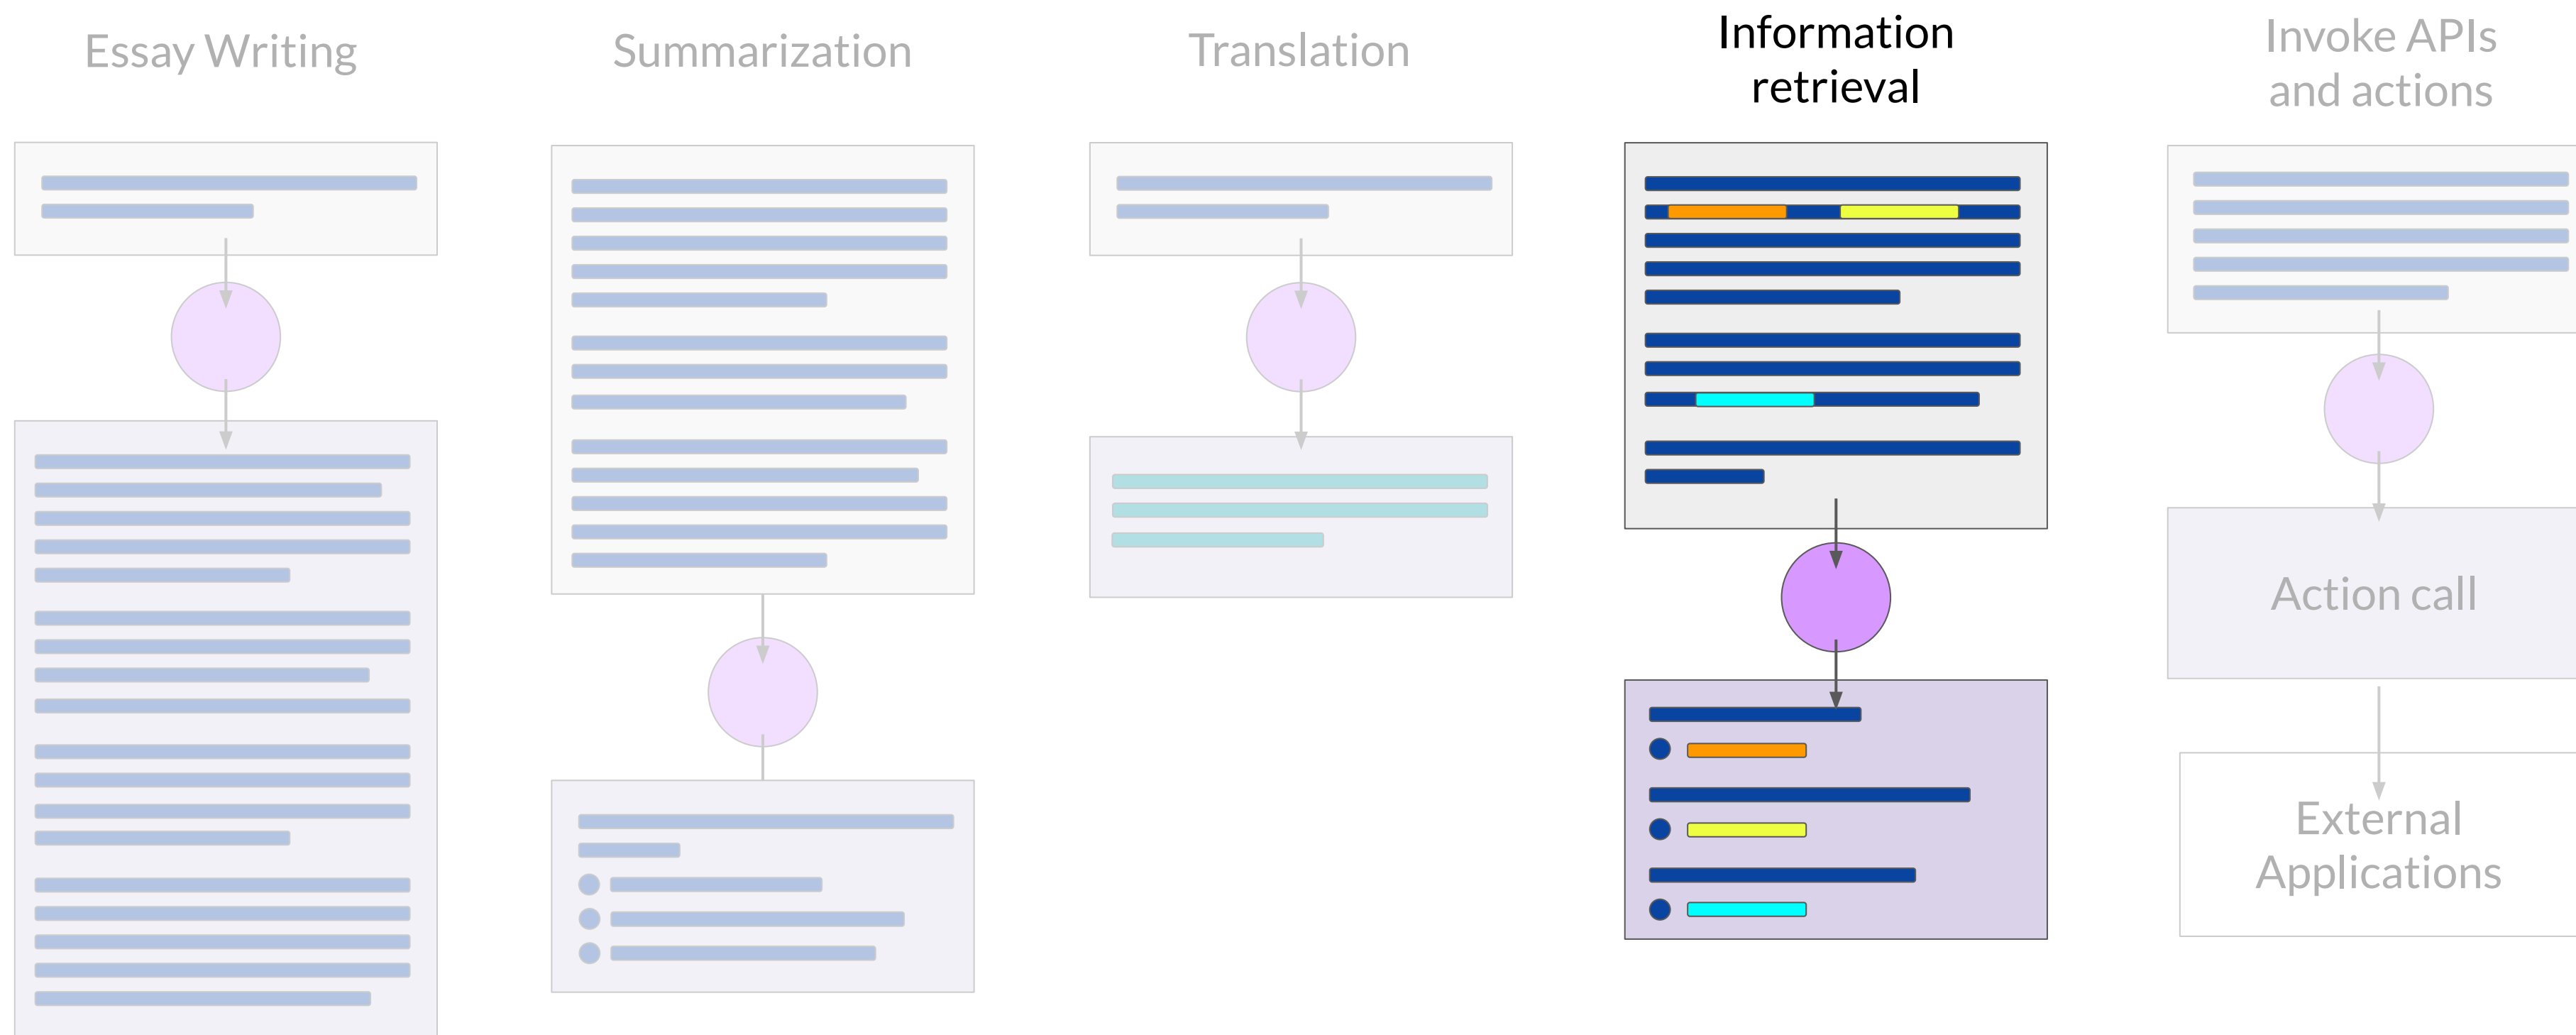 Essay Writing
Summarization
Translation
Information
retrieval
Invoke APIs
and actions
Action call
External
Applications